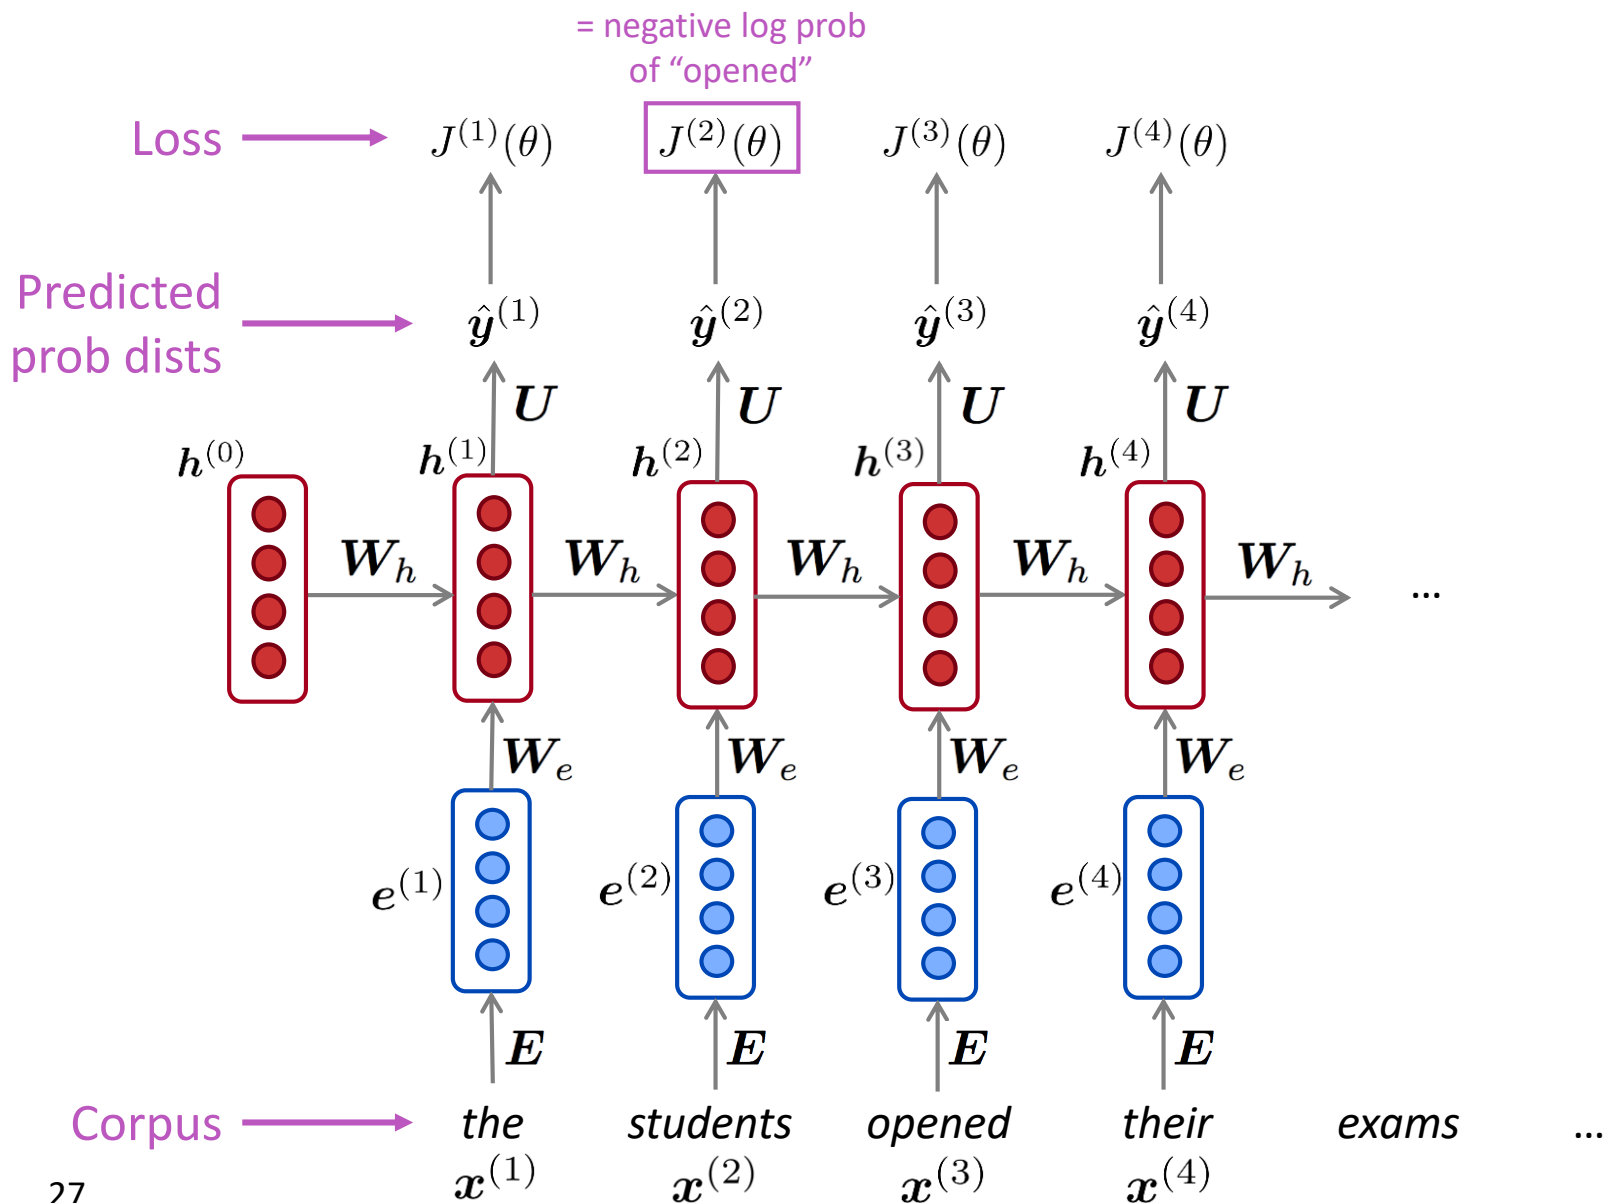 = negative log prob
of “opened”
Loss J^{(1)}(θ) J^{(2)}(θ) J^{(3)}(θ) J^{(4)}(θ)
Predicted
prob dists
ŷ^{(1)} ŷ^{(2)} ŷ^{(3)} ŷ^{(4)}
U U U U
h^{(0)} h^{(1)} h^{(2)} h^{(3)} h^{(4)}
W_h W_h W_h W_h W_h ...
W_e W_e W_e W_e
e^{(1)} e^{(2)} e^{(3)} e^{(4)}
E E E E
Corpus the students opened their exams ...
x^{(1)} x^{(2)} x^{(3)} x^{(4)}
27